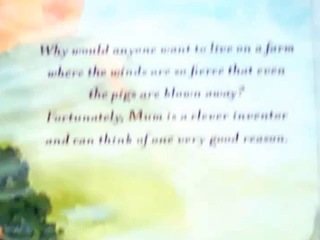 Why would anyone want to live on a farm
where the winds are so fierce that even
the pigs are blown away?
Fortunately, Mum is a clever inventor
and can think of one very good reason.